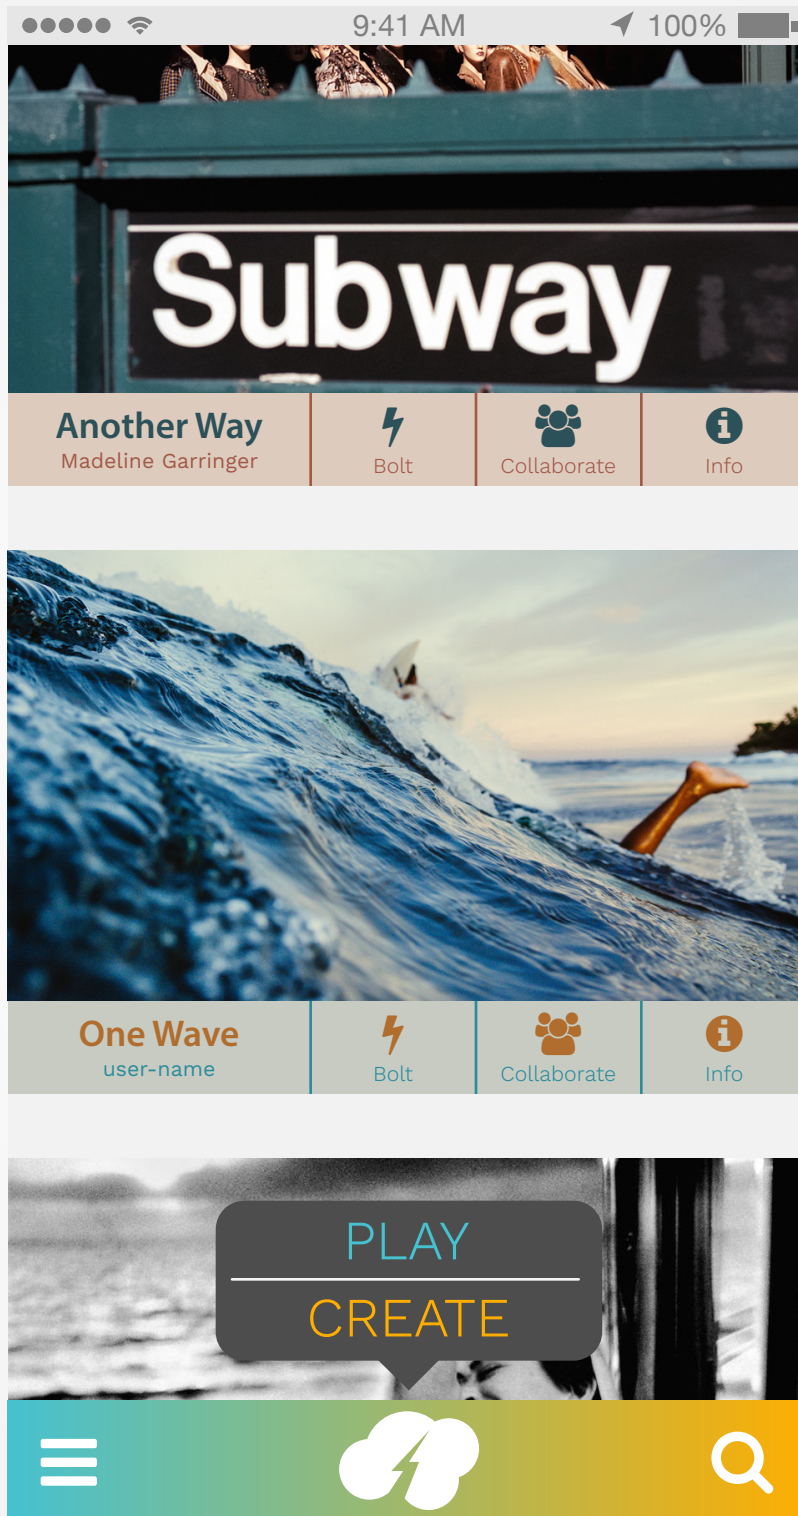 9:41 AM
100%
Subway
Another Way
Madeline Garringer
Bolt
Collaborate
Info
One Wave
user-name
Bolt
Collaborate
Info
PLAY
CREATE